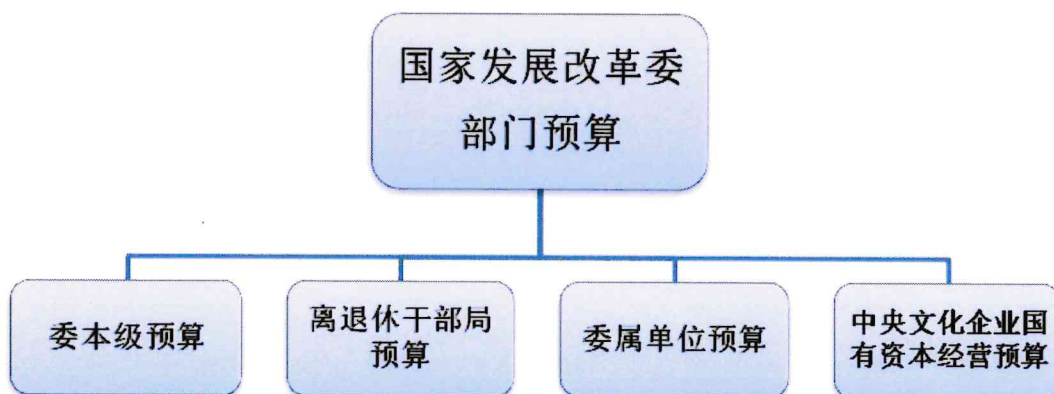 国家发展改革委
部门预算
委本级预算
离退休干部局
预算
委属单位预算
中央文化企业国
有资本经营预算